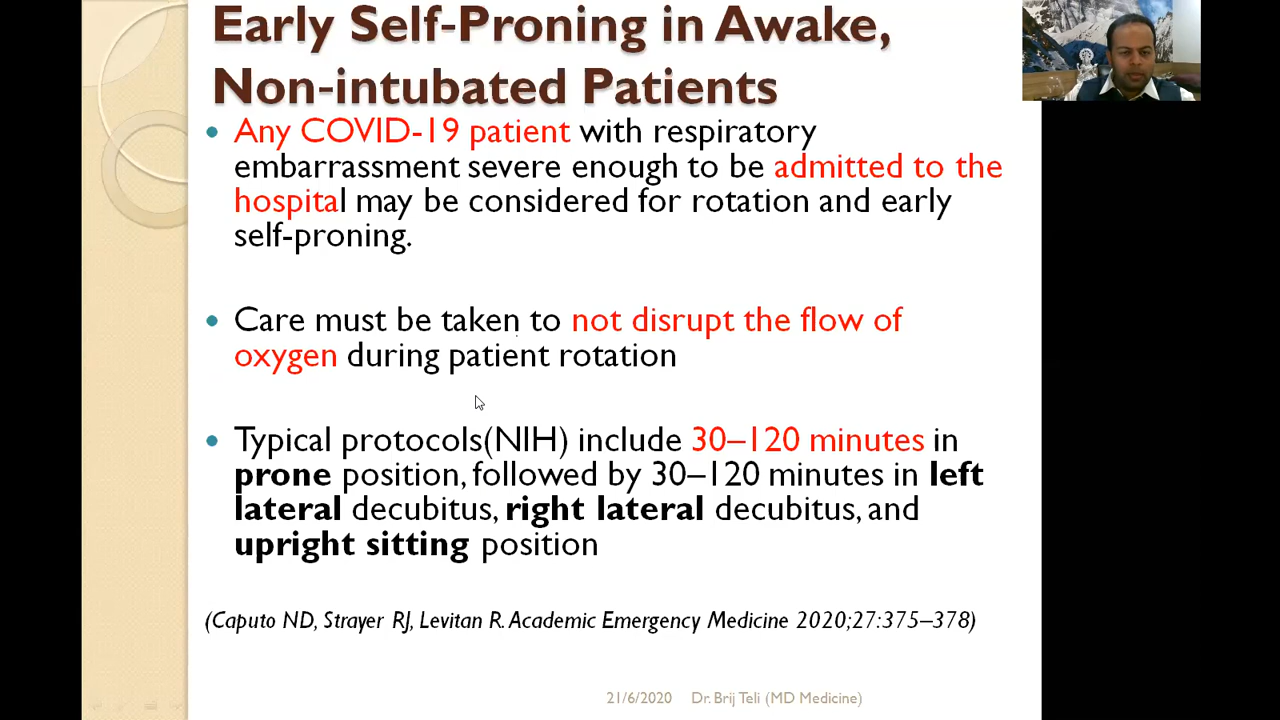 Early Self-Proning in Awake,
Non-intubated Patients
• Any COVID-19 patient with respiratory
embarrassment severe enough to be admitted to the
hospital may be considered for rotation and early
self-proning.
• Care must be taken to not disrupt the flow of
oxygen during patient rotation
• Typical protocols(NIH) include 30–120 minutes in
prone position, followed by 30–120 minutes in left
lateral decubitus, right lateral decubitus, and
upright sitting position
(Caputo ND, Strayer RJ, Levitan R. Academic Emergency Medicine 2020;27:375–378)
21/6/2020 Dr. Brij Teli (MD Medicine)